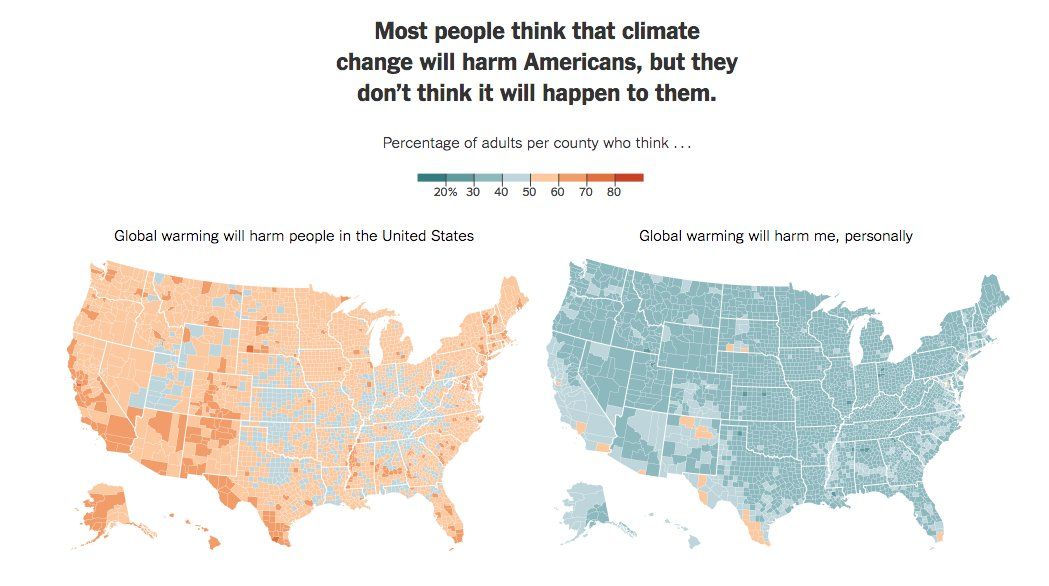 Most people think that climate
change will harm Americans, but they
don’t think it will happen to them.
Percentage of adults per county who think . . .
20% 30 40 50 60 70 80
Global warming will harm people in the United States
Global warming will harm me, personally